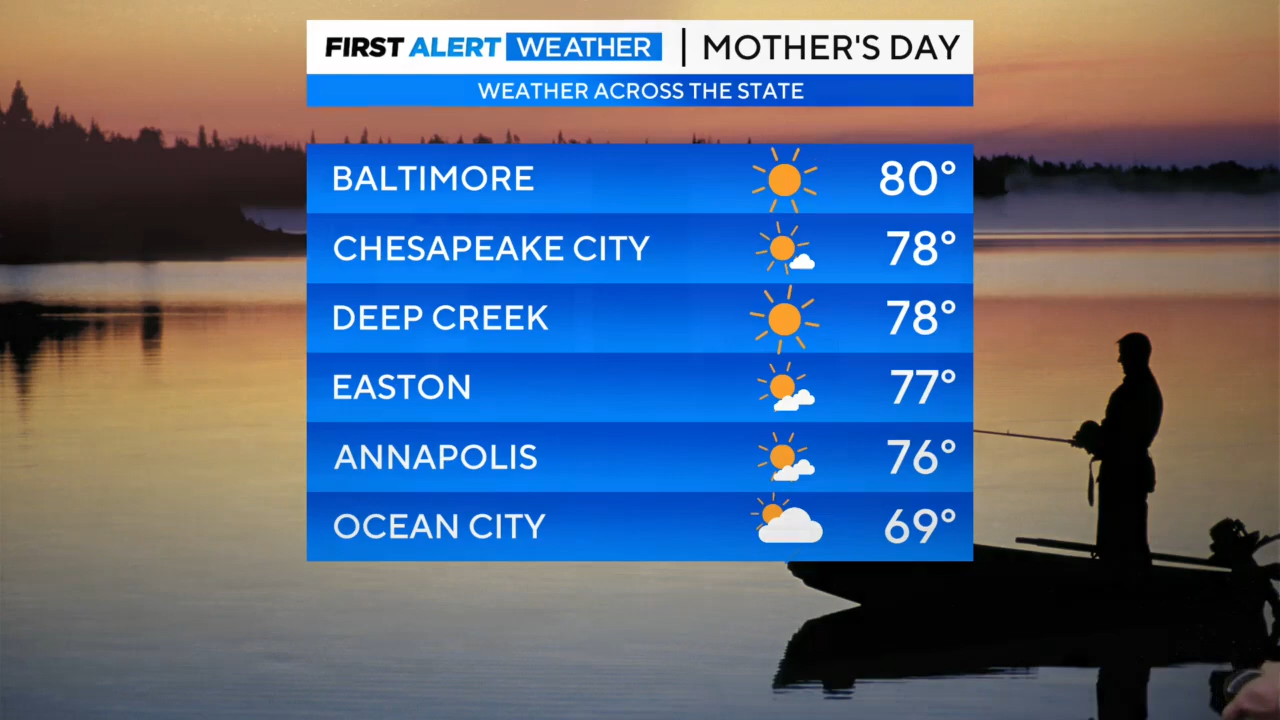 FIRST ALERT WEATHER | MOTHER'S DAY
WEATHER ACROSS THE STATE
BALTIMORE 80°
CHESAPEAKE CITY 78°
DEEP CREEK 78°
EASTON 77°
ANNAPOLIS 76°
OCEAN CITY 69°